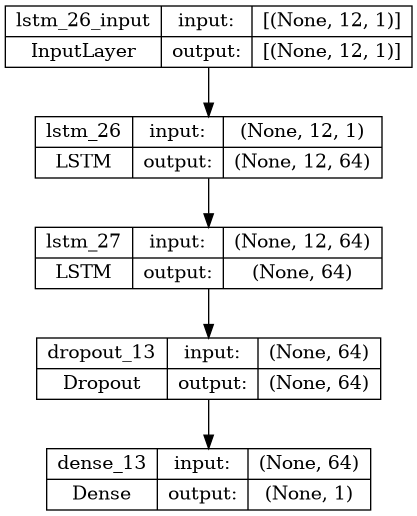 lstm_26_input input: [(None, 12, 1)]
InputLayer output: [(None, 12, 1)]
lstm_26 input: (None, 12, 1)
LSTM output: (None, 12, 64)
lstm_27 input: (None, 12, 64)
LSTM output: (None, 64)
dropout_13 input: (None, 64)
Dropout output: (None, 64)
dense_13 input: (None, 64)
Dense output: (None, 1)